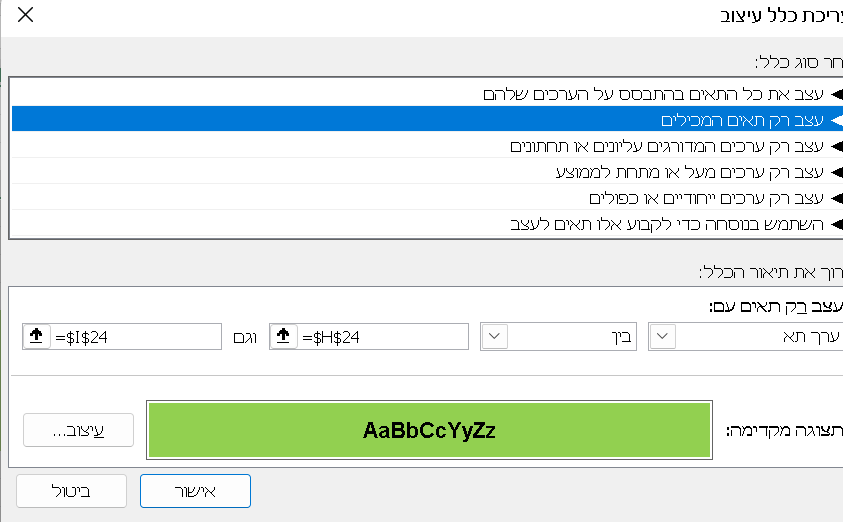 עריכת כלל עיצוב
חר סוג כלל:
◄ עצב את כל התאים בהתבסס על הערכים שלהם
◄ עצב רק תאים המכילים
◄ עצב רק ערכים המדורגים עליונים או תחתונים
◄ עצב רק ערכים מעל או מתחת לממוצע
◄ עצב רק ערכים ייחודיים או כפולים
◄ השתמש בנוסחה כדי לקבוע אלו תאים לעצב
רוך את תיאור הכלל:
עצב רק תאים עם:
ערך תא בין =$H$24 וגם =$I$24
תצוגה מקדימה: AaBbCcYyZz עיצוב...
אישור ביטול